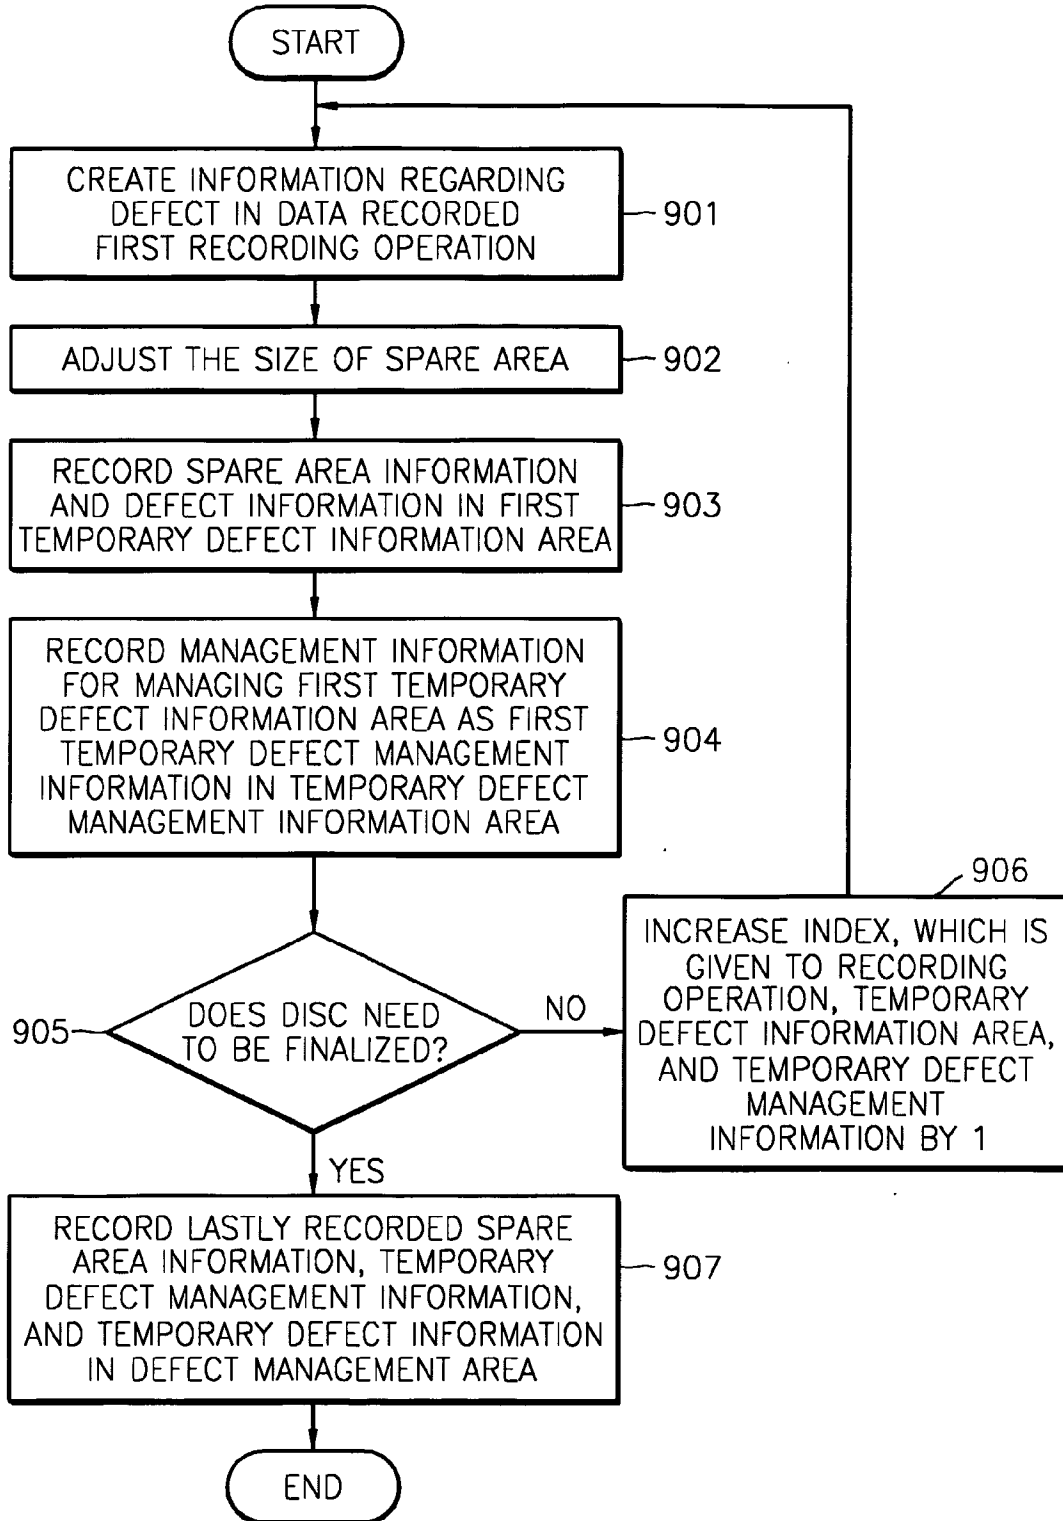 START
CREATE INFORMATION REGARDING
DEFECT IN DATA RECORDED
FIRST RECORDING OPERATION
901
ADJUST THE SIZE OF SPARE AREA
902
RECORD SPARE AREA INFORMATION
AND DEFECT INFORMATION IN FIRST
TEMPORARY DEFECT INFORMATION AREA
903
RECORD MANAGEMENT INFORMATION
FOR MANAGING FIRST TEMPORARY
DEFECT INFORMATION AREA AS FIRST
TEMPORARY DEFECT MANAGEMENT
INFORMATION IN TEMPORARY DEFECT
MANAGEMENT INFORMATION AREA
904
905
DOES DISC NEED
TO BE FINALIZED?
NO
906
INCREASE INDEX, WHICH IS
GIVEN TO RECORDING
OPERATION, TEMPORARY
DEFECT INFORMATION AREA,
AND TEMPORARY DEFECT
MANAGEMENT
INFORMATION BY 1
YES
RECORD LASTLY RECORDED SPARE
AREA INFORMATION, TEMPORARY
DEFECT MANAGEMENT INFORMATION,
AND TEMPORARY DEFECT INFORMATION
IN DEFECT MANAGEMENT AREA
907
END